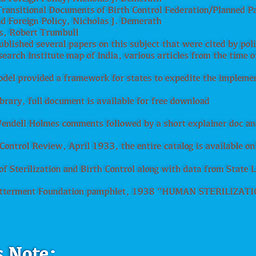 Transitional Documents of Birth Control Federation/Planned Pa
d Foreign Policy, Nicholas J. Demerath
s, Robert Trumbull
ublished several papers on this subject that were cited by poli
search Institute map of India, various articles from the time o
odel provided a framework for states to expedite the implemen
ibrary, full document is available for free download
Wendell Holmes comments followed by a short explainer doc an
Control Review, April 1933, the entire catalog is available on
of Sterilization and Birth Control along with data from State L
etterment Foundation pamphlet, 1938 "HUMAN STERILIZATIO
s Note: